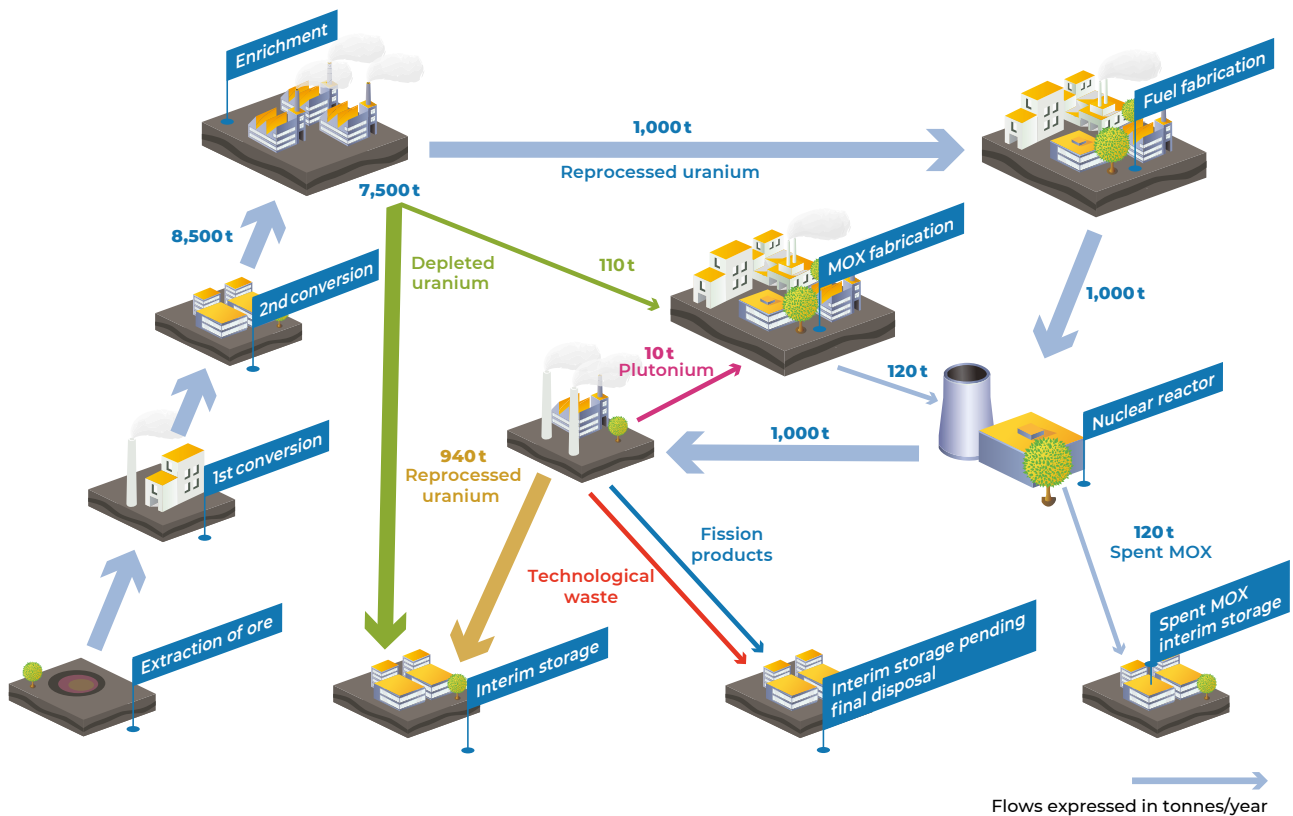 Enrichment
Fuel fabrication
1,000 t
Reprocessed uranium
7,500 t
8,500 t
MOX fabrication
2nd conversion
Depleted
uranium
110 t
1,000 t
10 t
Plutonium
120 t
Nuclear reactor
1st conversion
1,000 t
940 t
Reprocessed
uranium
Fission
products
120 t
Spent MOX
Technological
waste
Extraction of ore
Interim storage
Interim storage pending
final disposal
Spent MOX
interim storage
Flows expressed in tonnes/year